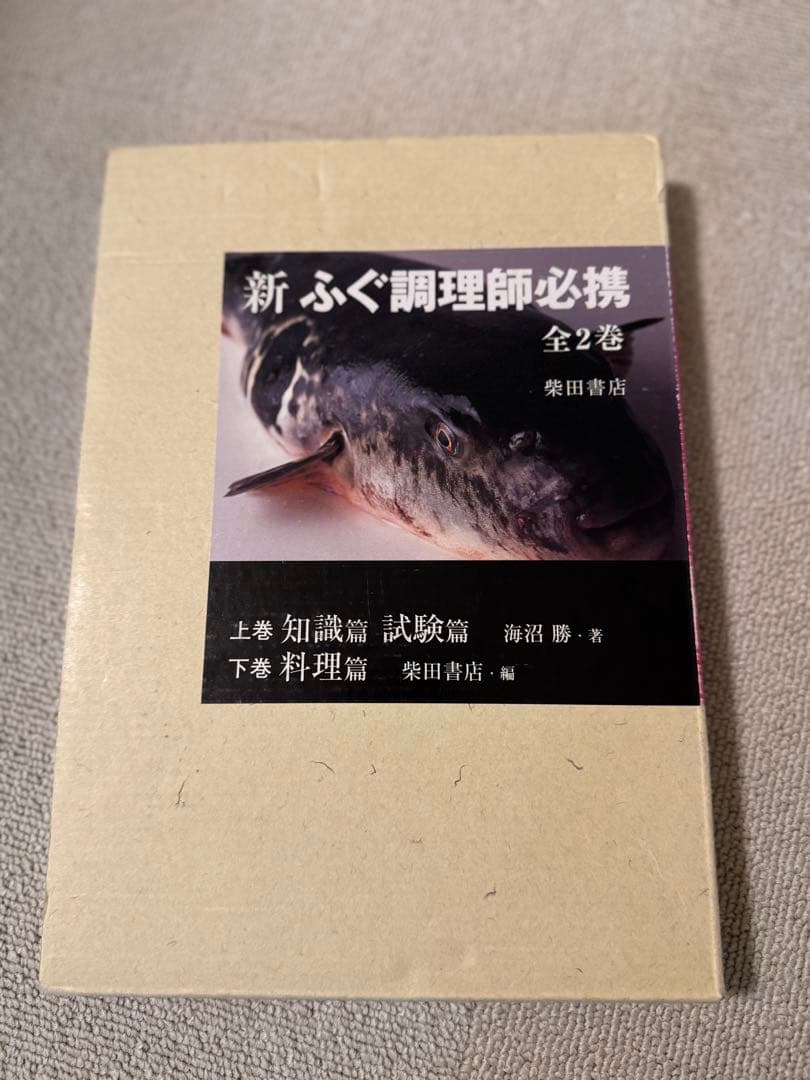 新 ふぐ調理師必携
全2巻
柴田書店
上巻 知識篇 試験篇 海沼 勝・著
下巻 料理篇 柴田書店・編